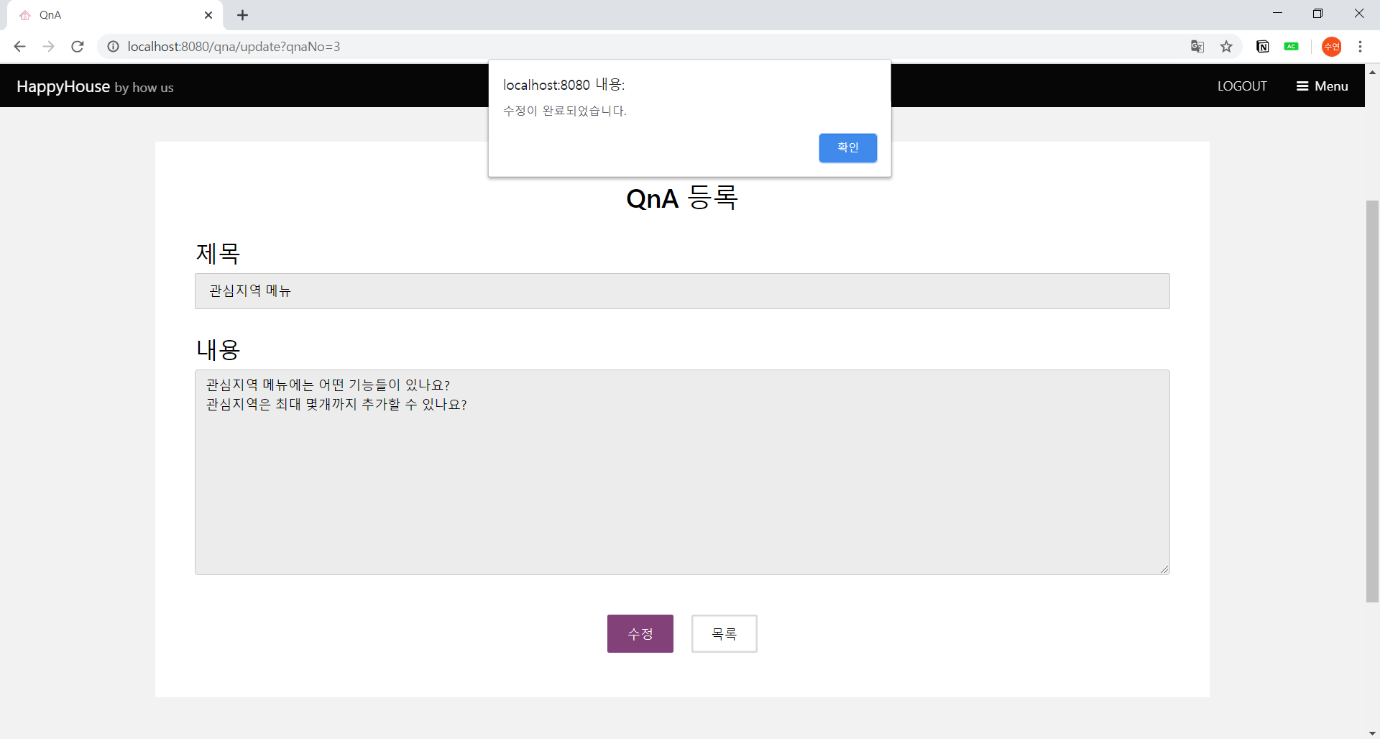 QnA
localhost:8080/qna/update?qnaNo=3
AC
수연
HappyHouse by how us
LOGOUT
Menu
localhost:8080 내용:
수정이 완료되었습니다.
확인
QnA 등록
제목
관심지역 메뉴
내용
관심지역 메뉴에는 어떤 기능들이 있나요?
관심지역은 최대 몇개까지 추가할 수 있나요?
수정
목록